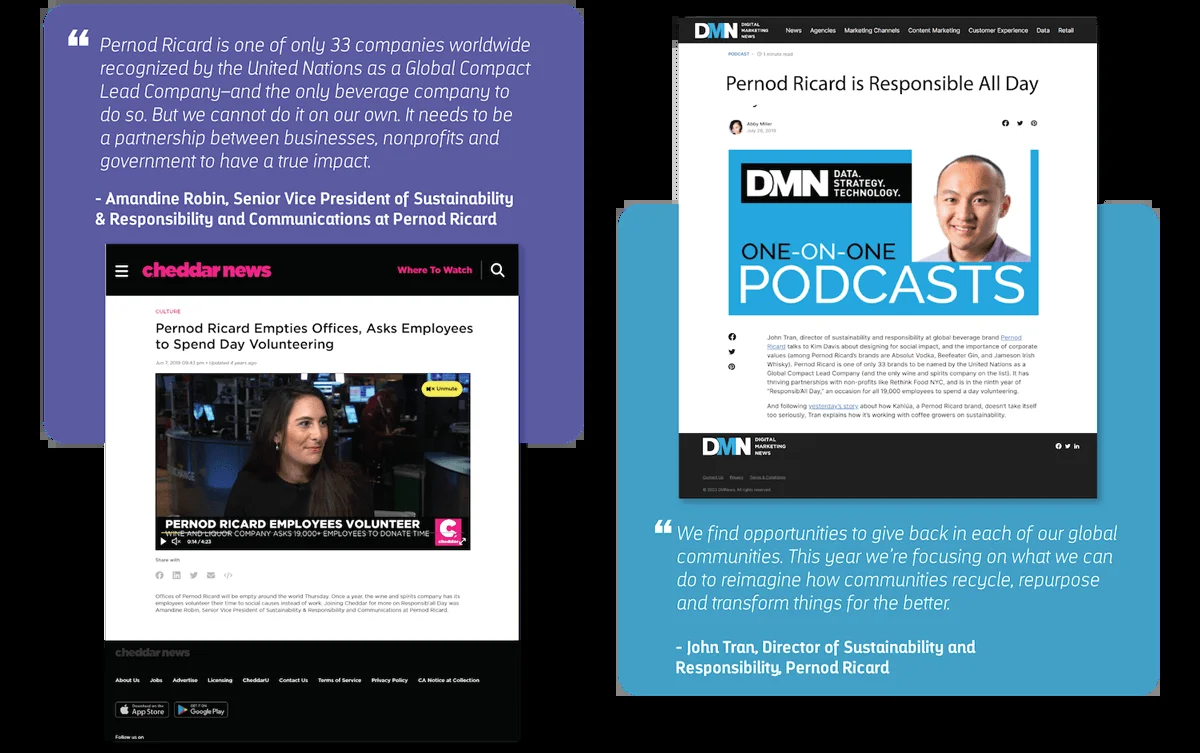 “ Pernod Ricard is one of only 33 companies worldwide
recognized by the United Nations as a Global Compact
Lead Company–and the only beverage company to
do so. But we cannot do it on our own. It needs to be
a partnership between businesses, nonprofits and
government to have a true impact.
- Amandine Robin, Senior Vice President of Sustainability
& Responsibility and Communications at Pernod Ricard
cheddar news
Where To Watch
CULTURE
Pernod Ricard Empties Offices, Asks Employees
to Spend Day Volunteering
Jun 7, 2019 09:43 pm • Updated 4 years ago
Unmute
PERNOD RICARD EMPLOYEES VOLUNTEER
WINE AND LIQUOR COMPANY ASKS 19,000+ EMPLOYEES TO DONATE TIME
C
cheddar
0:14 / 4:23
Share with
Offices of Pernod Ricard will be empty around the world Thursday. Once a year, the wine and spirits company has its
employees volunteer their time to social causes instead of work. Joining Cheddar for more on Responsib'all Day was
Amandine Robin, Senior Vice President of Sustainability & Responsibility and Communications at Pernod Ricard.
cheddar news
About Us Jobs Advertise Licensing CheddarU Contact Us Terms of Service Privacy Policy CA Notice at Collection
Download on the
App Store
GET IT ON
Google Play
Follow us on
DMN DIGITAL
MARKETING
NEWS
News Agencies Marketing Channels Content Marketing Customer Experience Data Retail
PODCAST • 1 minute read
Pernod Ricard is Responsible All Day
Abby Miller
July 26, 2019
DMN DATA.
STRATEGY.
TECHNOLOGY.
ONE-ON-ONE
PODCASTS
John Tran, director of sustainability and responsibility at global beverage brand Pernod
Ricard talks to Kim Davis about designing for social impact, and the importance of corporate
values (among Pernod Ricard's brands are Absolut Vodka, Beefeater Gin, and Jameson Irish
Whisky). Pernod Ricard is one of only 33 brands to be named by the United Nations as a
Global Compact Lead Company (and the only wine and spirits company on the list). It has
thriving partnerships with non-profits like Rethink Food NYC, and is in the ninth year of
"Responsib'All Day," an occasion for all 19,000 employees to spend a day volunteering.
And following yesterday's story about how Kahlúa, a Pernod Ricard brand, doesn't take itself
too seriously, Tran explains how it's working with coffee growers on sustainability.
DMN DIGITAL
MARKETING
NEWS
Contact Us Privacy Terms & Conditions
© 2023 DMNews. All rights reserved
“ We find opportunities to give back in each of our global
communities. This year we’re focusing on what we can
do to reimagine how communities recycle, repurpose
and transform things for the better.
- John Tran, Director of Sustainability and
Responsibility, Pernod Ricard